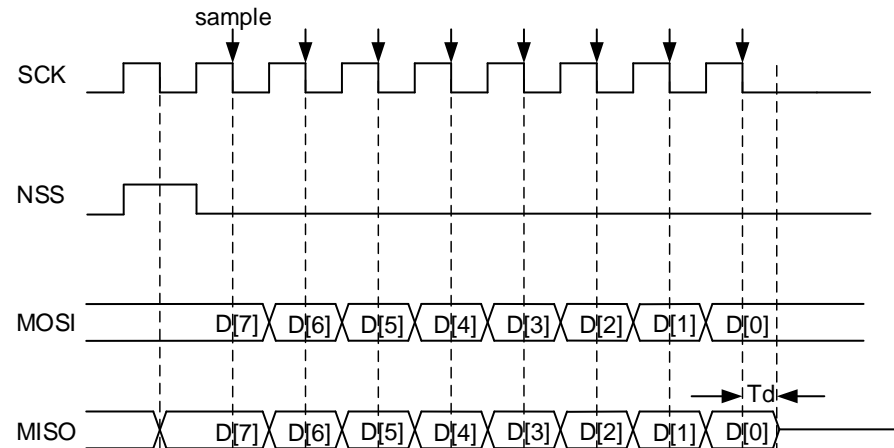 sample
SCK
NSS
MOSI D[7] D[6] D[5] D[4] D[3] D[2] D[1] D[0]
Td
MISO D[7] D[6] D[5] D[4] D[3] D[2] D[1] D[0]